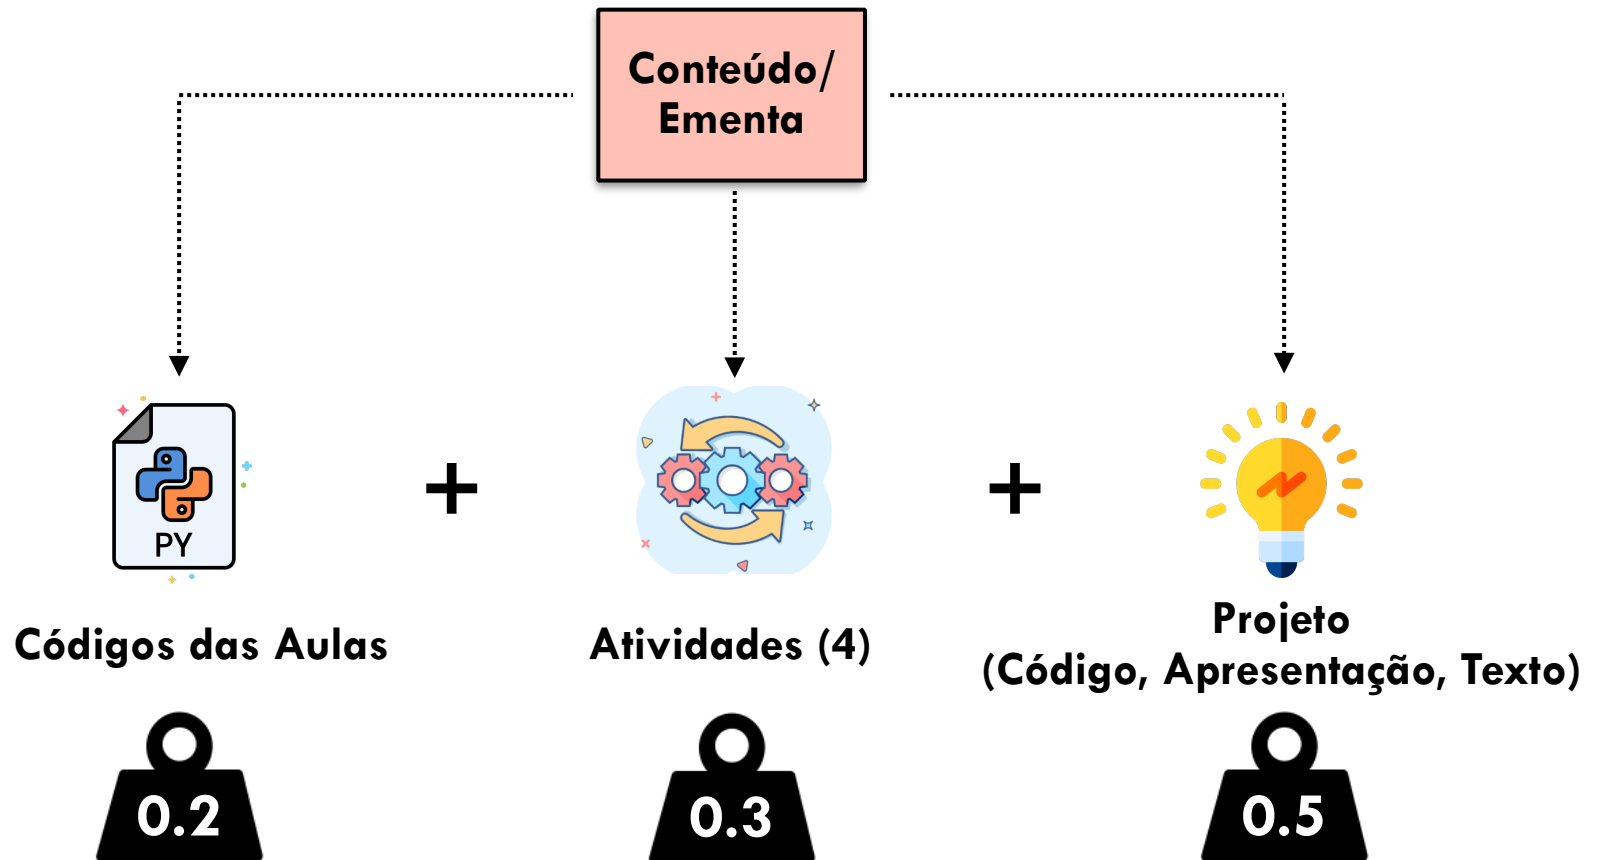 Conteúdo/
Ementa
PY
+
+
Códigos das Aulas
Atividades (4)
Projeto
(Código, Apresentação, Texto)
0.2
0.3
0.5